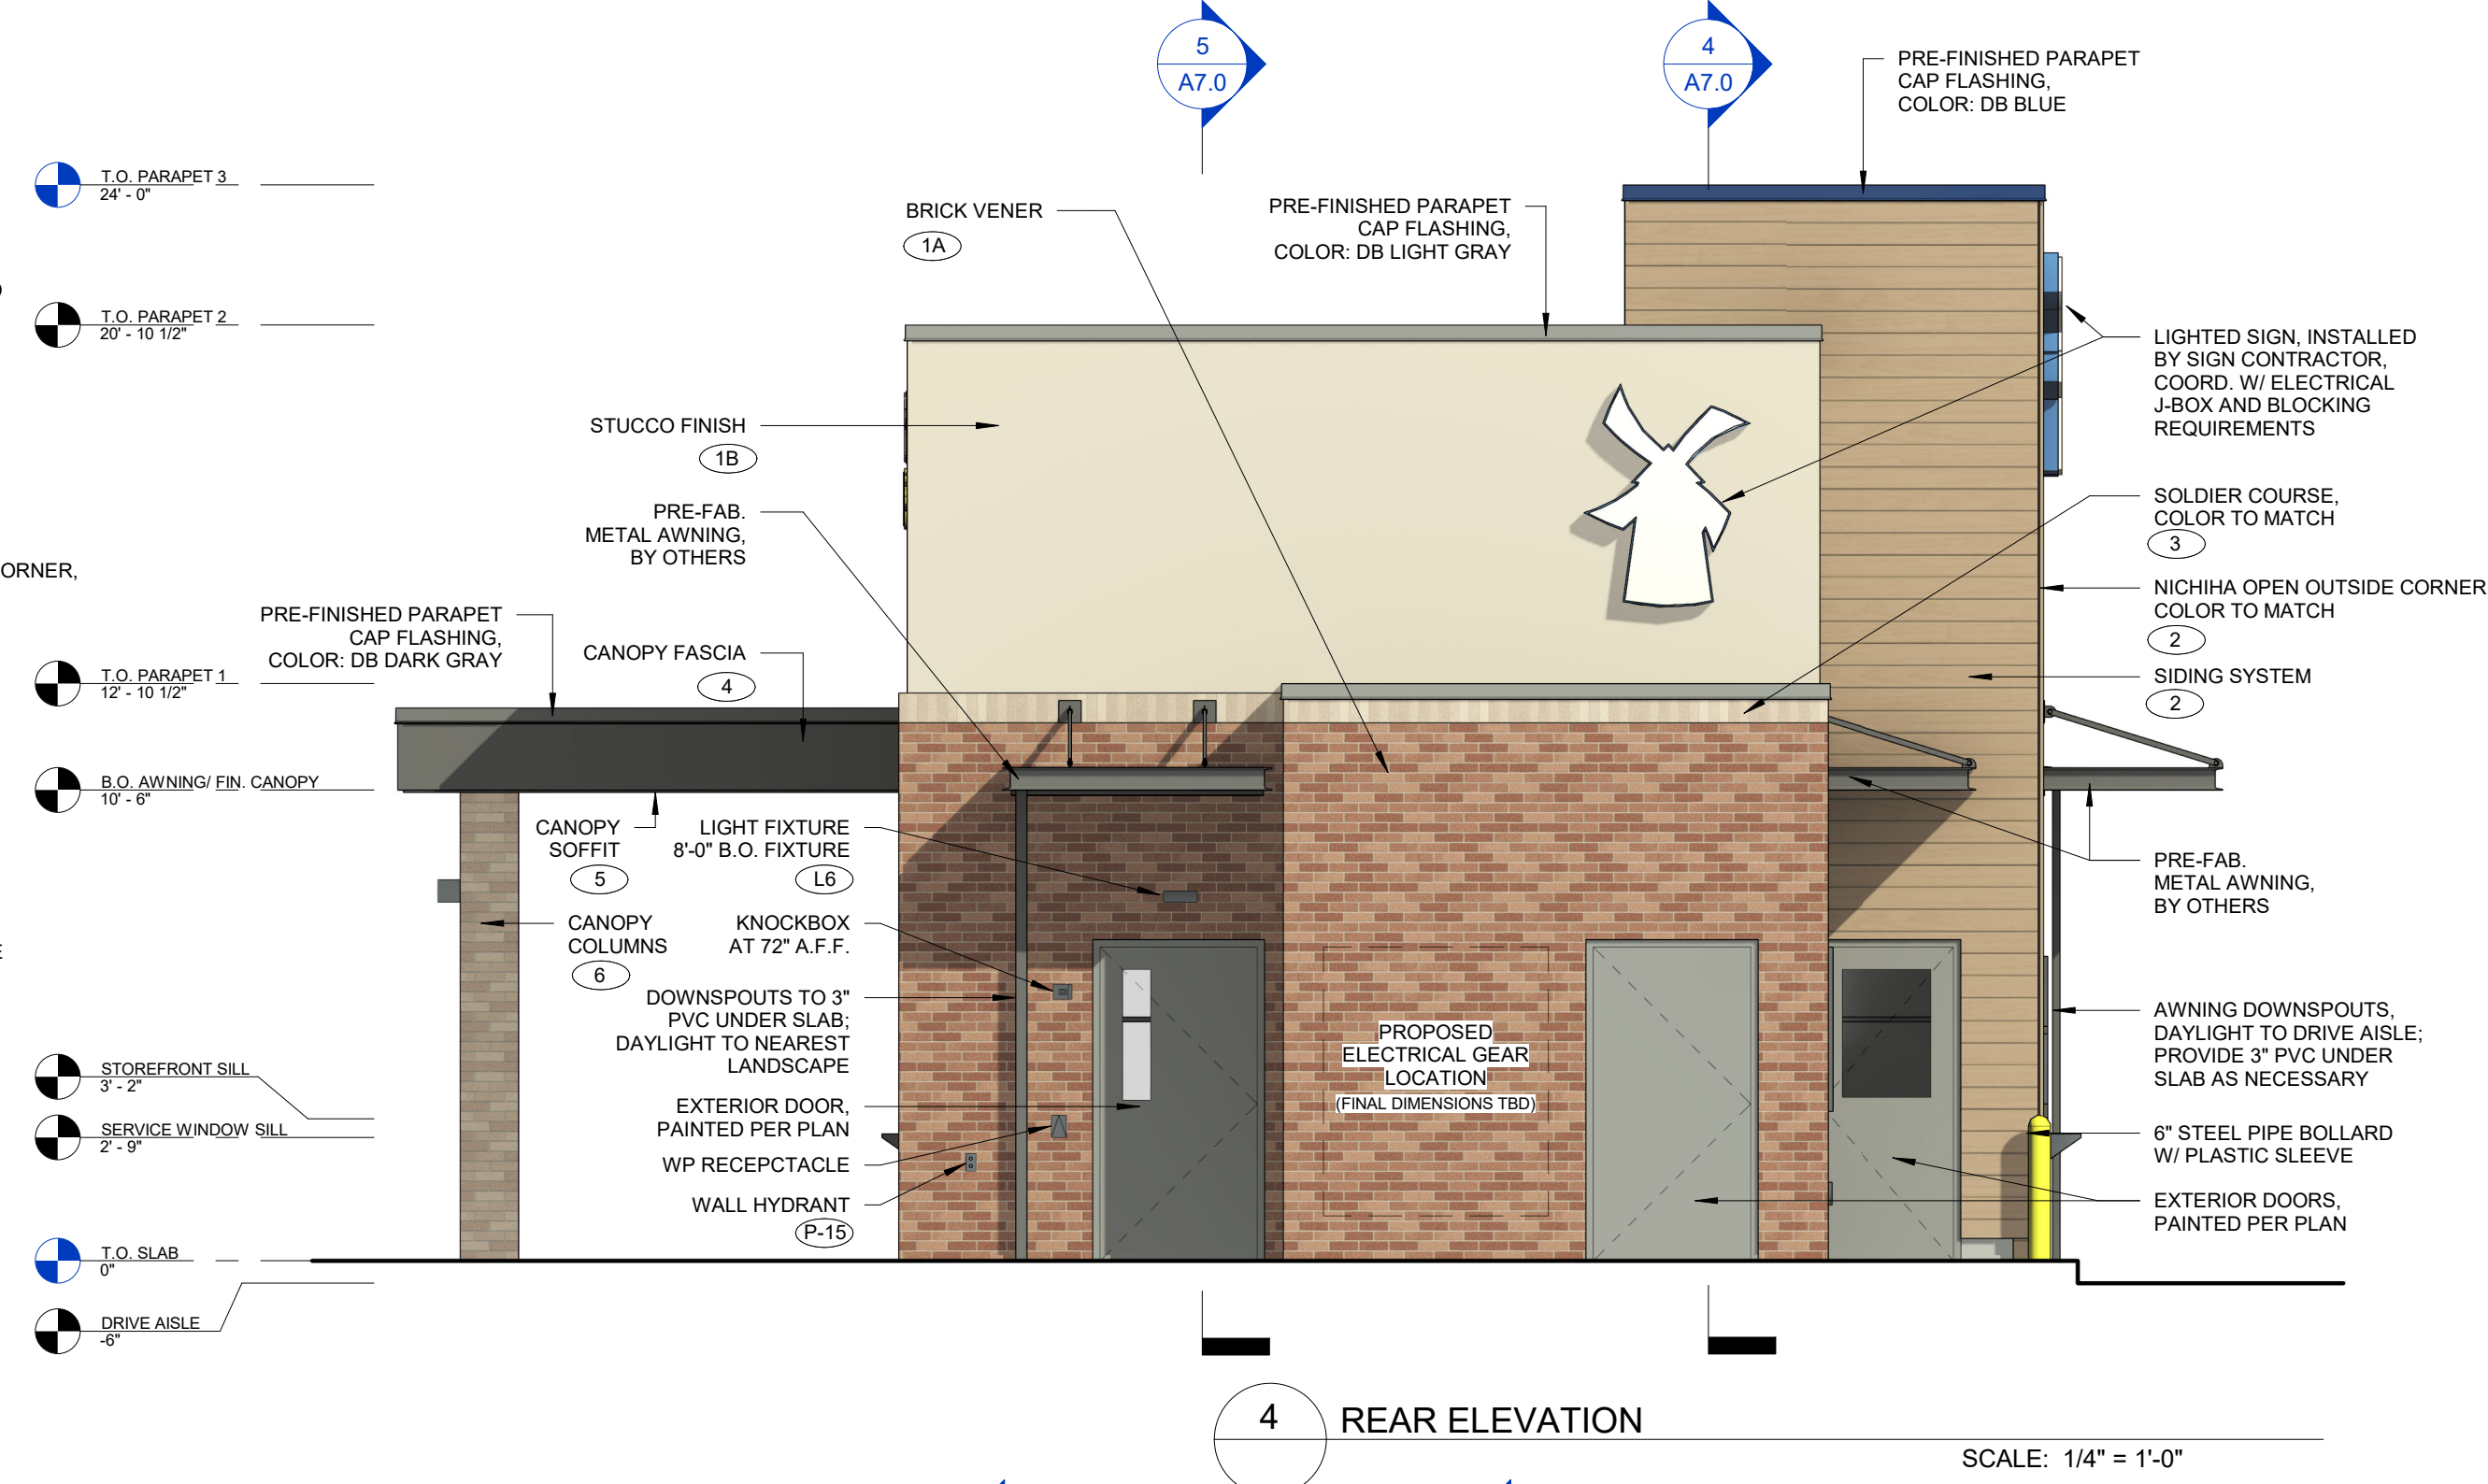 5
A7.0
4
A7.0
PRE-FINISHED PARAPET
CAP FLASHING,
COLOR: DB BLUE
T.O. PARAPET 3
24' - 0"
BRICK VENER
1A
PRE-FINISHED PARAPET
CAP FLASHING,
COLOR: DB LIGHT GRAY
T.O. PARAPET 2
20' - 10 1/2"
LIGHTED SIGN, INSTALLED
BY SIGN CONTRACTOR,
COORD. W/ ELECTRICAL
J-BOX AND BLOCKING
REQUIREMENTS
STUCCO FINISH
1B
PRE-FAB.
METAL AWNING,
BY OTHERS
SOLDIER COURSE,
COLOR TO MATCH
3
ORNER,
NICHIHA OPEN OUTSIDE CORNER
COLOR TO MATCH
2
PRE-FINISHED PARAPET
CAP FLASHING,
COLOR: DB DARK GRAY
CANOPY FASCIA
4
T.O. PARAPET 1
12' - 10 1/2"
SIDING SYSTEM
2
B.O. AWNING/ FIN. CANOPY
10' - 6"
CANOPY
SOFFIT
5
LIGHT FIXTURE
8'-0" B.O. FIXTURE
L6
PRE-FAB.
METAL AWNING,
BY OTHERS
CANOPY
COLUMNS
6
KNOCKBOX
AT 72" A.F.F.
DOWNSPOUTS TO 3"
PVC UNDER SLAB;
DAYLIGHT TO NEAREST
LANDSCAPE
PROPOSED
ELECTRICAL GEAR
LOCATION
(FINAL DIMENSIONS TBD)
AWNING DOWNSPOUTS,
DAYLIGHT TO DRIVE AISLE;
PROVIDE 3" PVC UNDER
SLAB AS NECESSARY
STOREFRONT SILL
3' - 2"
EXTERIOR DOOR,
PAINTED PER PLAN
SERVICE WINDOW SILL
2' - 9"
6" STEEL PIPE BOLLARD
W/ PLASTIC SLEEVE
WP RECEPCTACLE
WALL HYDRANT
P-15
EXTERIOR DOORS,
PAINTED PER PLAN
T.O. SLAB
0"
DRIVE AISLE
-6"
4
REAR ELEVATION
SCALE: 1/4" = 1'-0"